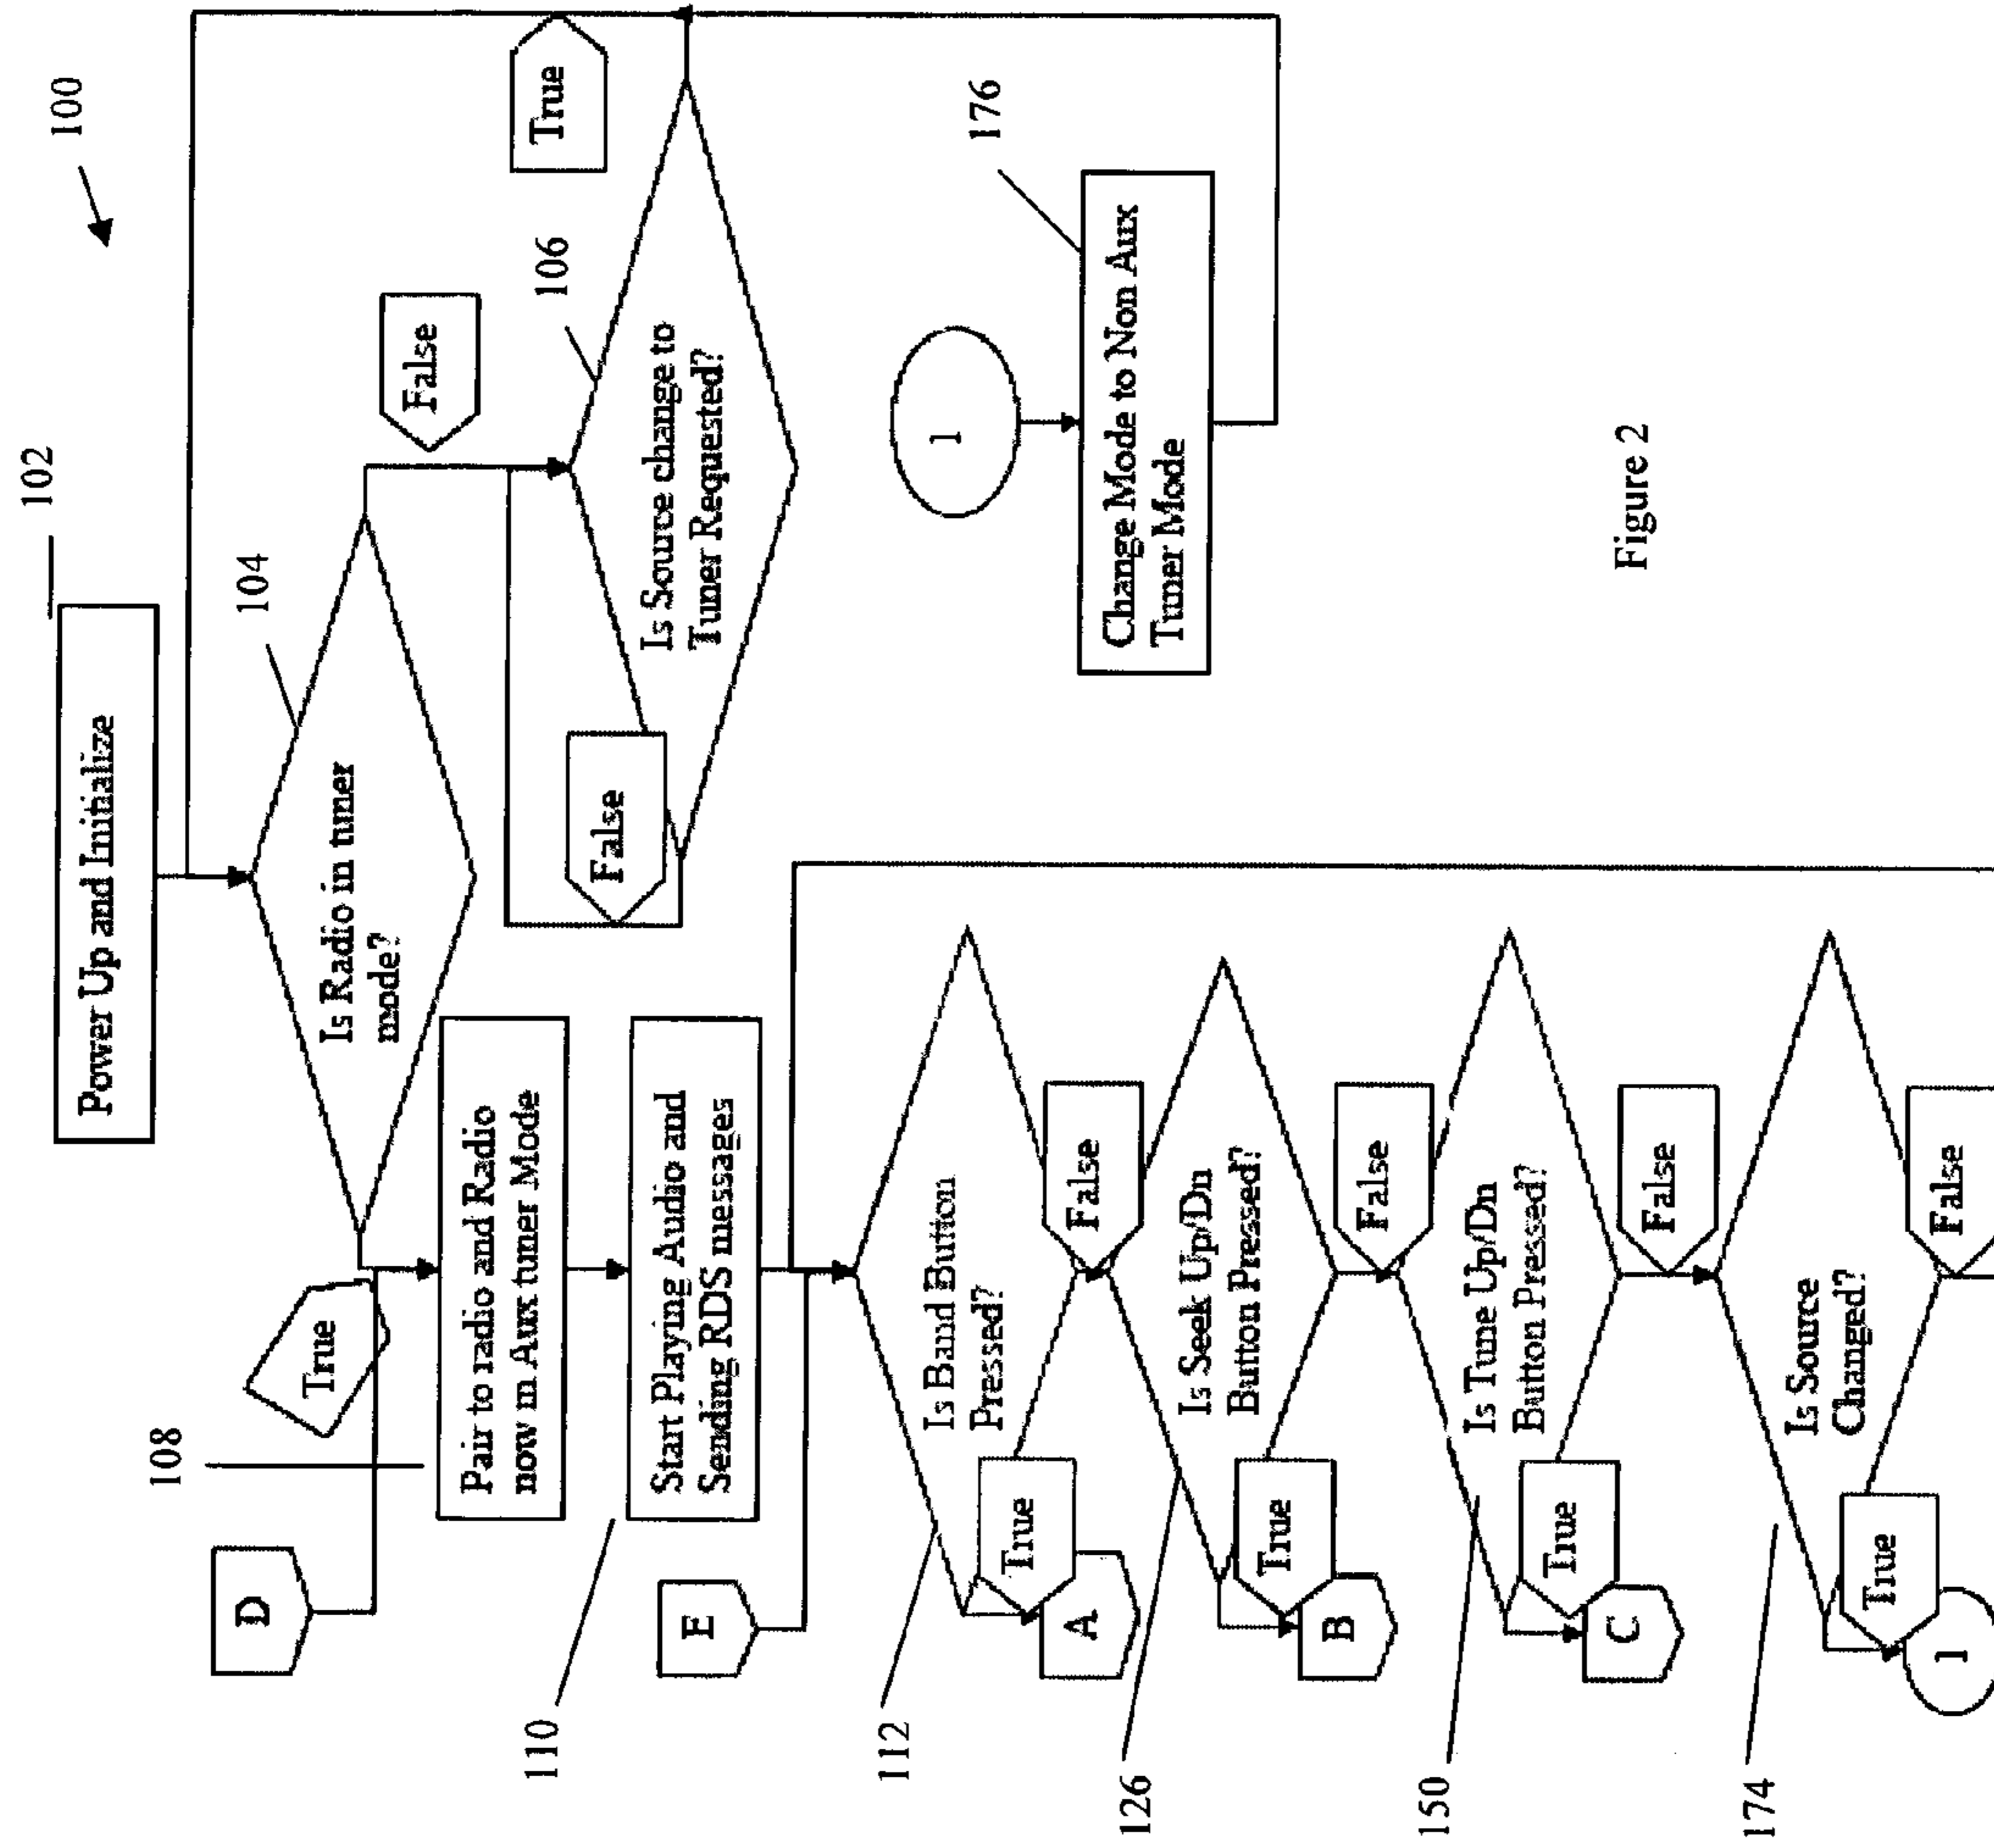 100
102
Power Up and Initialize
104
Is Radio in tuner
mode?
True
False
D
108
Pair to radio and Radio
now in Aux tuner Mode
106
Is Source change to
Tuner Requested?
True
False
110
Start Playing Audio and
Sending RDS messages
E
112
Is Band Button
Pressed?
True
A
False
126
Is Seek Up/Dn
Button Pressed?
True
B
False
150
Is Tune Up/Dn
Button Pressed?
True
C
False
174
Is Source
Changed?
True
1
False
1
176
Change Mode to Non Aux
Tuner Mode
Figure 2